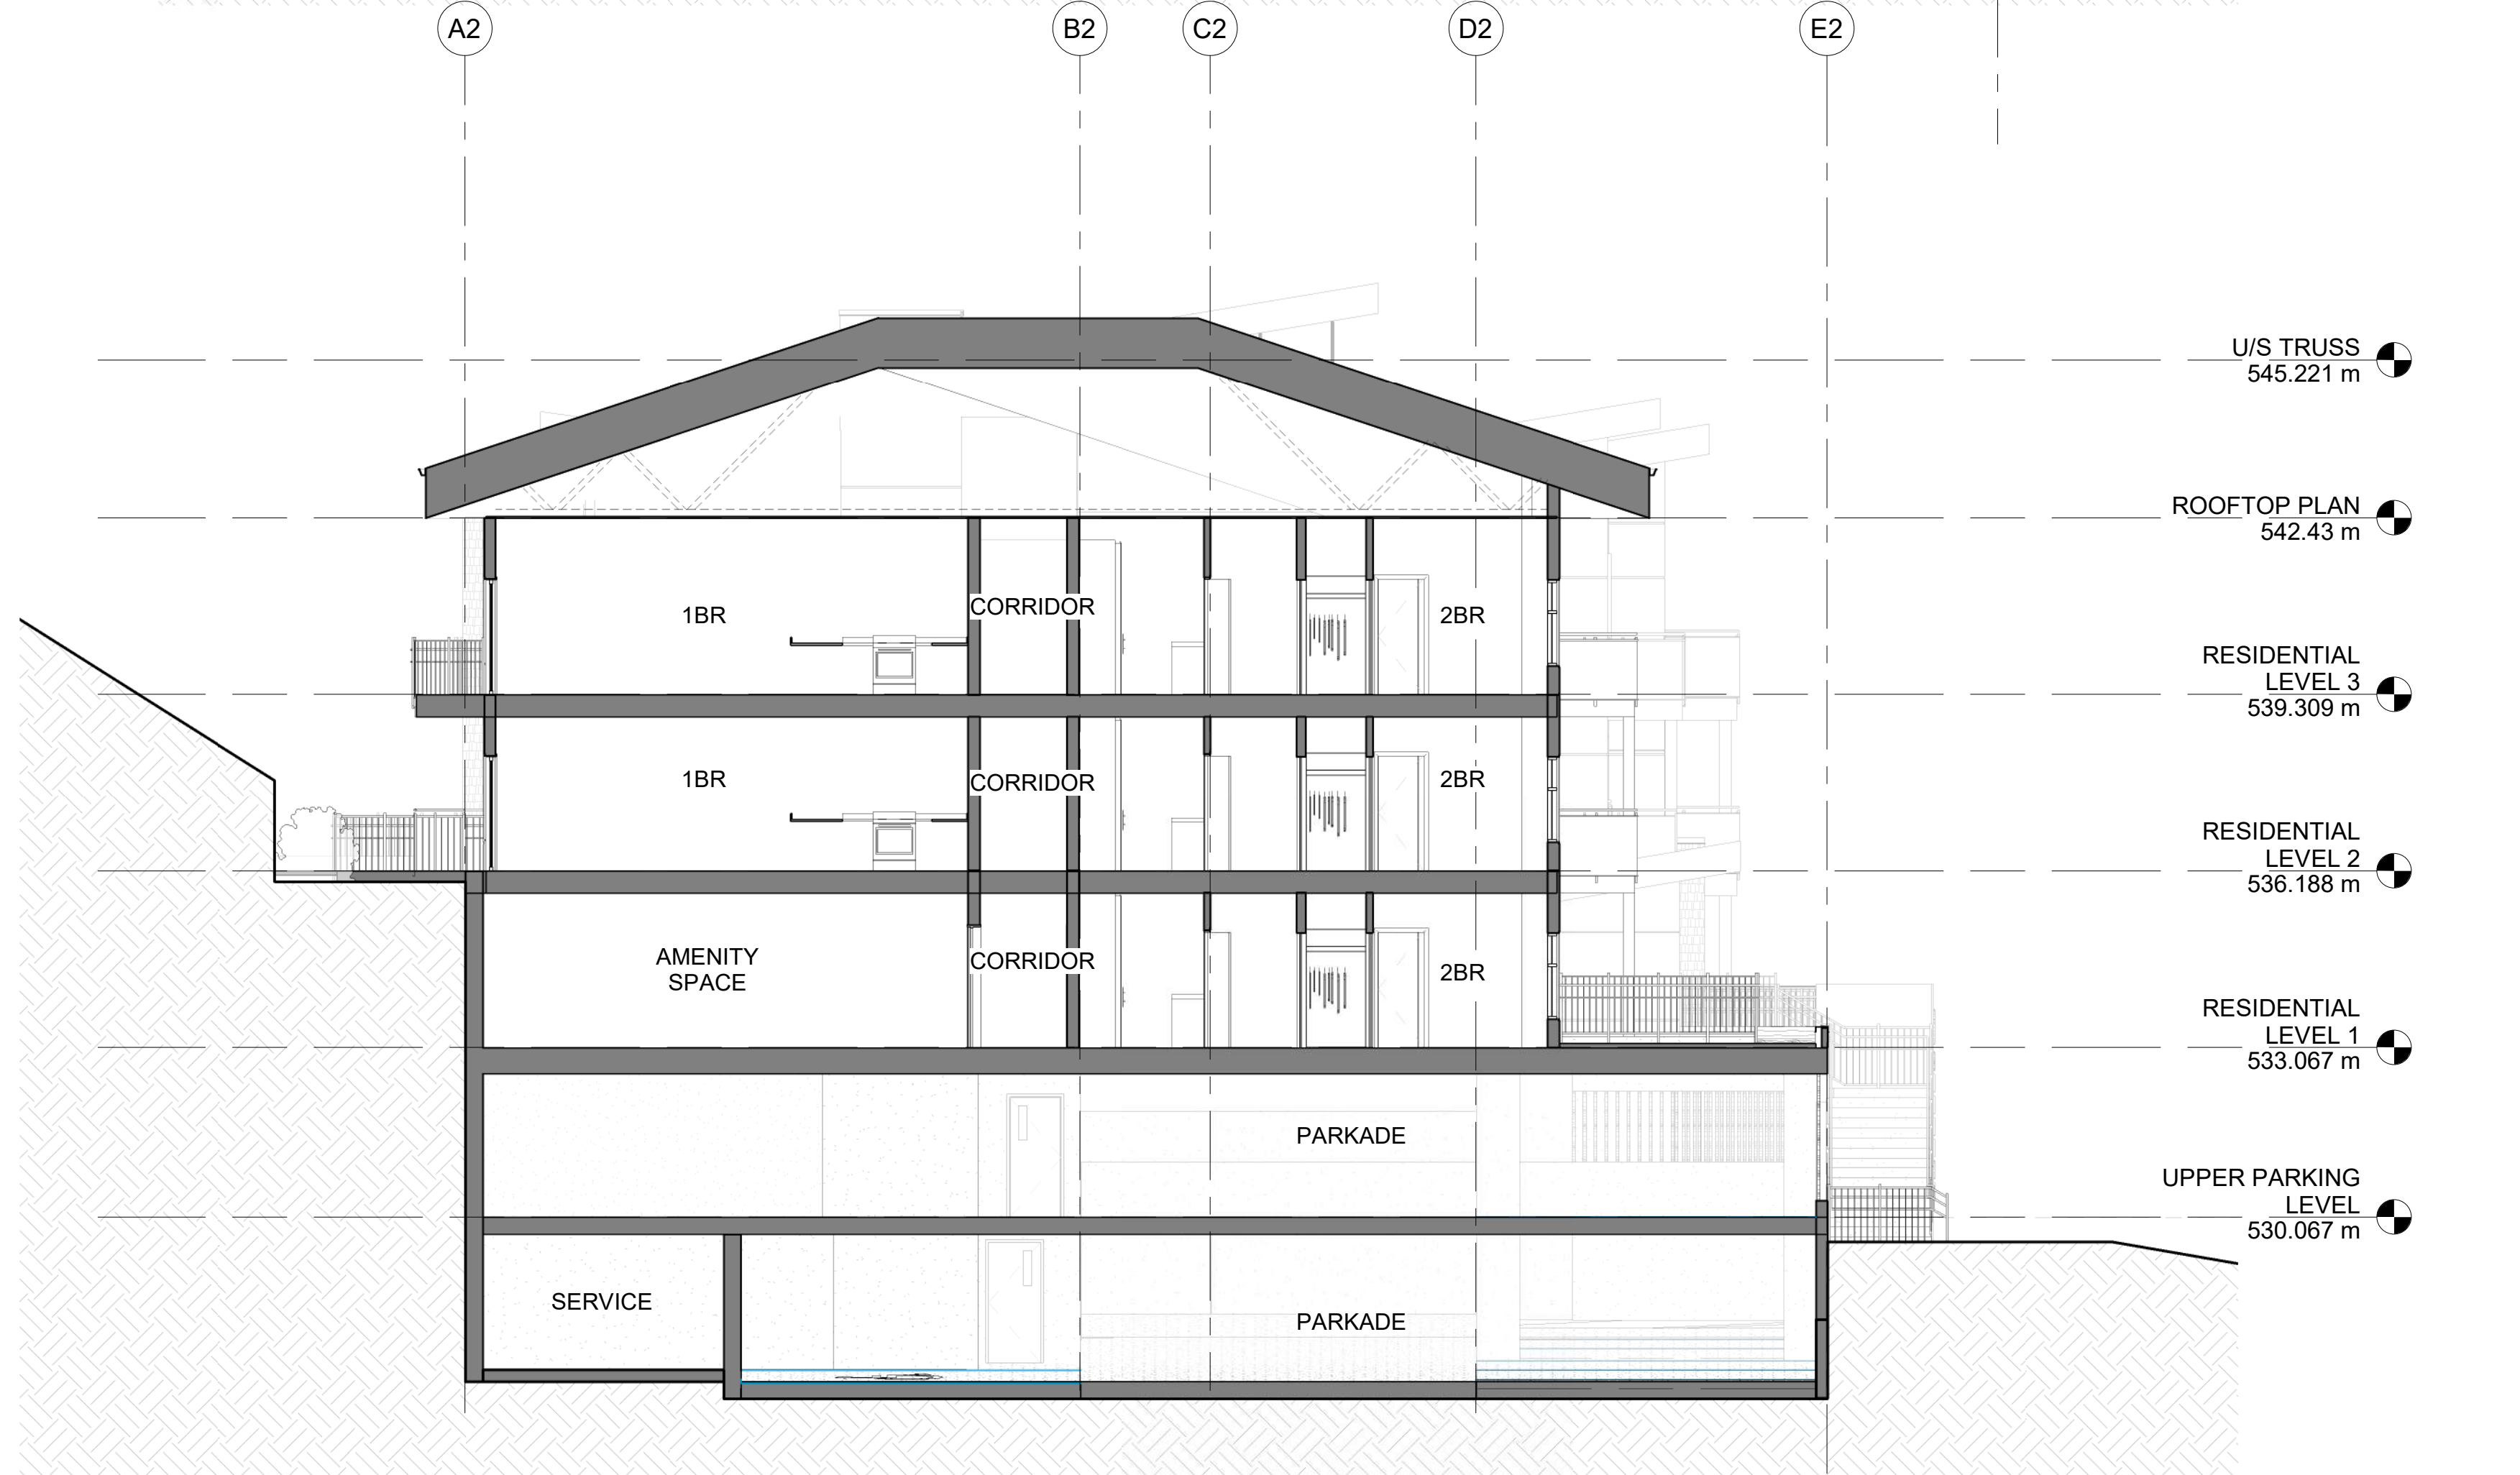 A2
B2
C2
D2
E2
U/S TRUSS
545.221 m
ROOFTOP PLAN
542.43 m
1BR
CORRIDOR
2BR
RESIDENTIAL
LEVEL 3
539.309 m
1BR
CORRIDOR
2BR
RESIDENTIAL
LEVEL 2
536.188 m
AMENITY
SPACE
CORRIDOR
2BR
RESIDENTIAL
LEVEL 1
533.067 m
PARKADE
UPPER PARKING
LEVEL
530.067 m
SERVICE
PARKADE